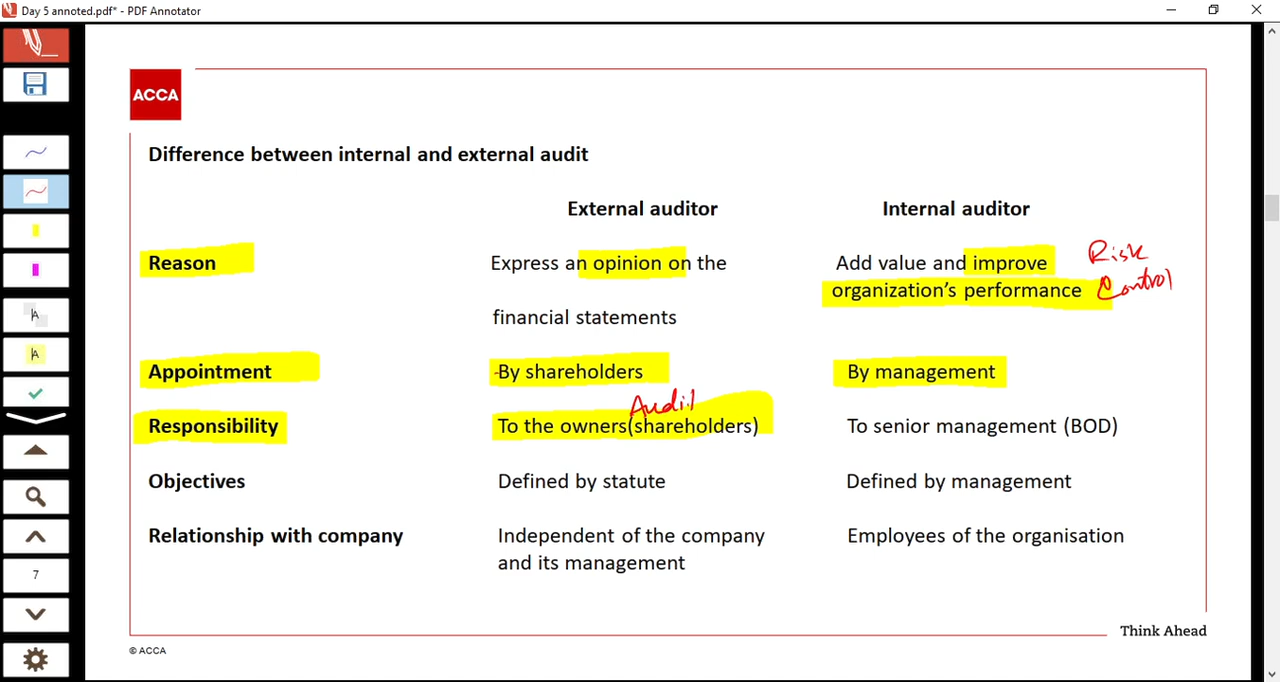 Day 5 annoted.pdf* - PDF Annotator
ACCA
Difference between internal and external audit
External auditor Internal auditor
Reason Express an opinion on the Add value and improve Risk
organization's performance Control
financial statements
Appointment By shareholders By management
Audit
Responsibility To the owners(shareholders) To senior management (BOD)
Objectives Defined by statute Defined by management
Relationship with company Independent of the company Employees of the organisation
and its management
7
Think Ahead
© ACCA